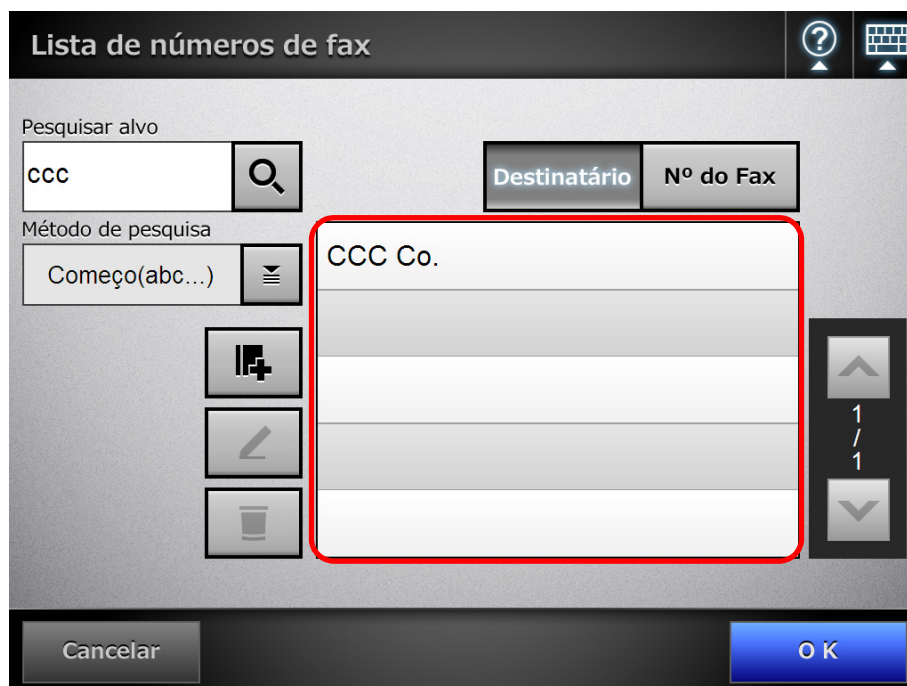 Lista de números de fax
?
Pesquisar alvo
ccc
Destinatário
Nº do Fax
Método de pesquisa
Começo(abc...)
CCC Co.
1
/
1
Cancelar
OK